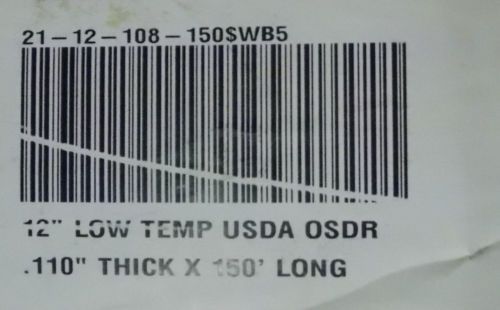 21-12-108-150$WB5
12" LOW TEMP USDA OSDR
.110" THICK X 150' LONG